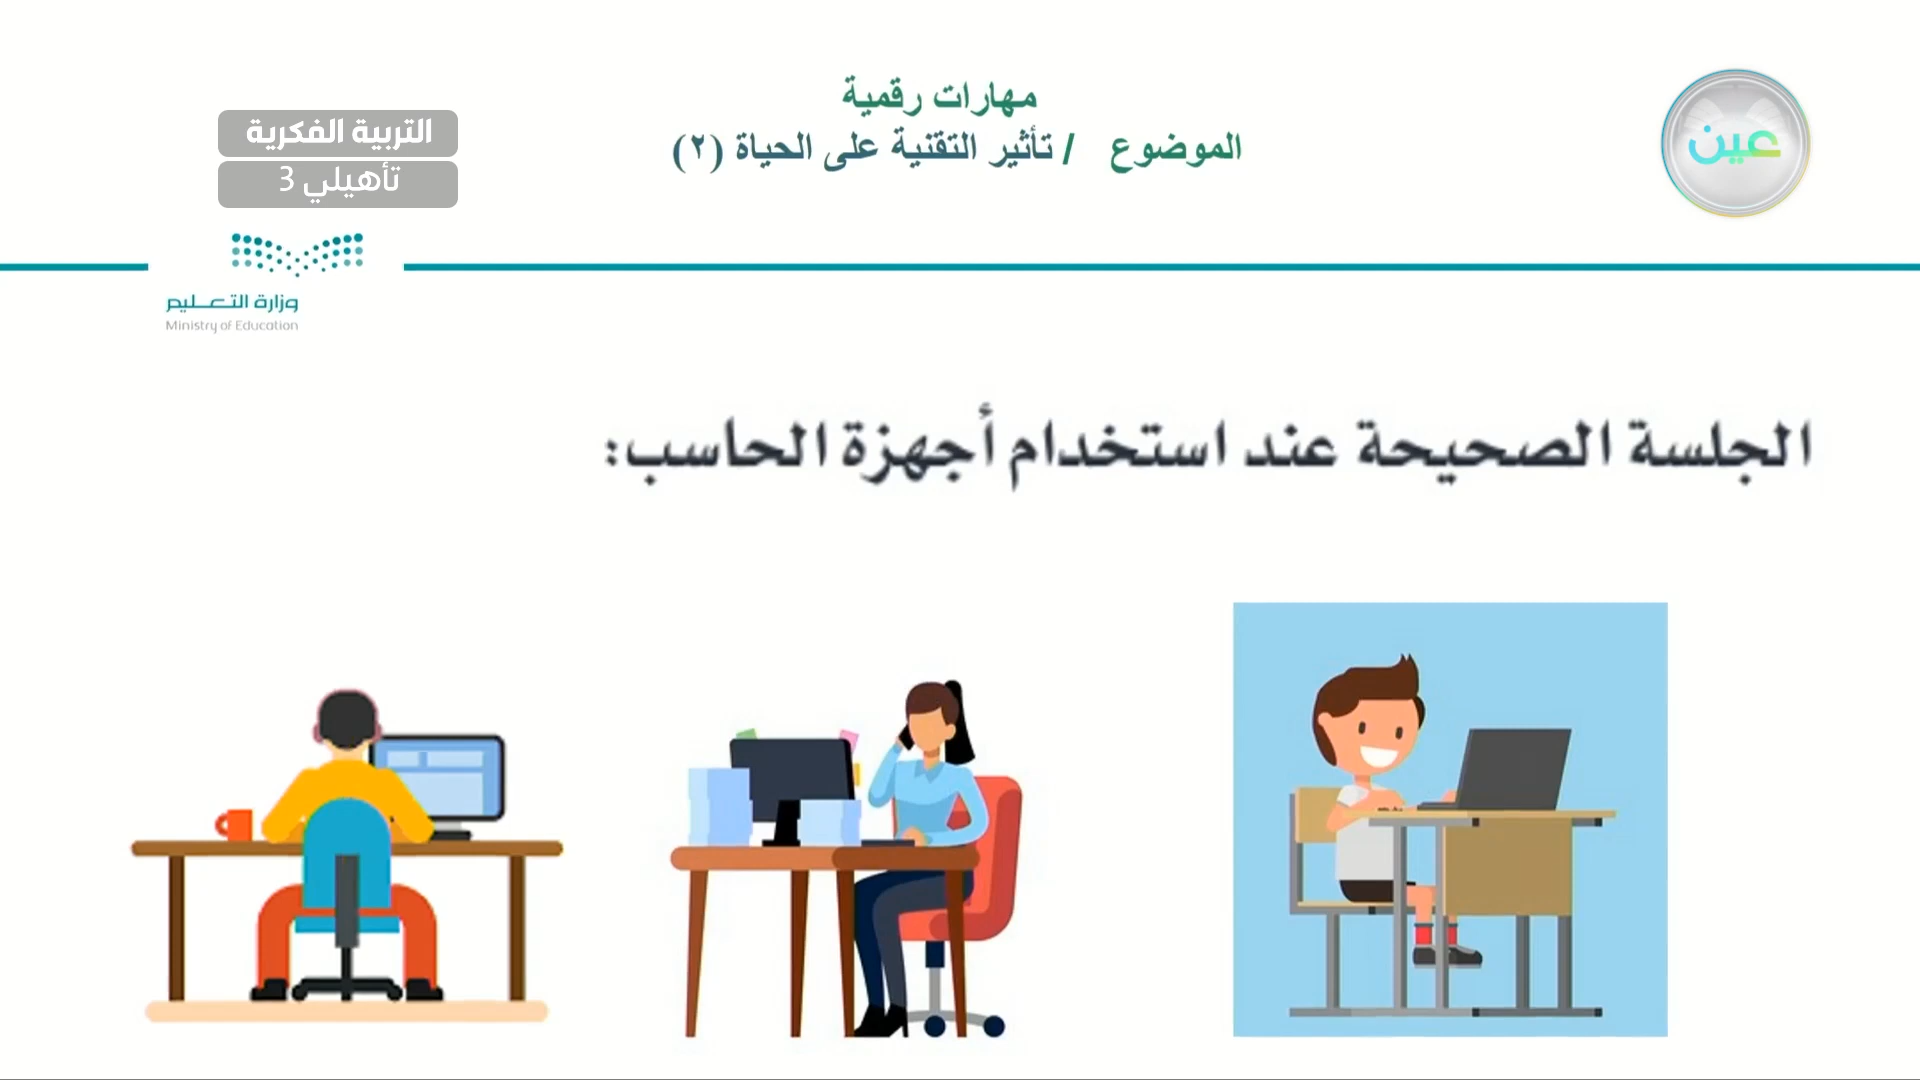 مهارات رقمية
الموضوع / تأثير التقنية على الحياة (٢)
عين
التربية الفكرية
تأهيلي 3
وزارة التعليم
Ministry of Education
الجلسة الصحيحة عند استخدام أجهزة الحاسب: